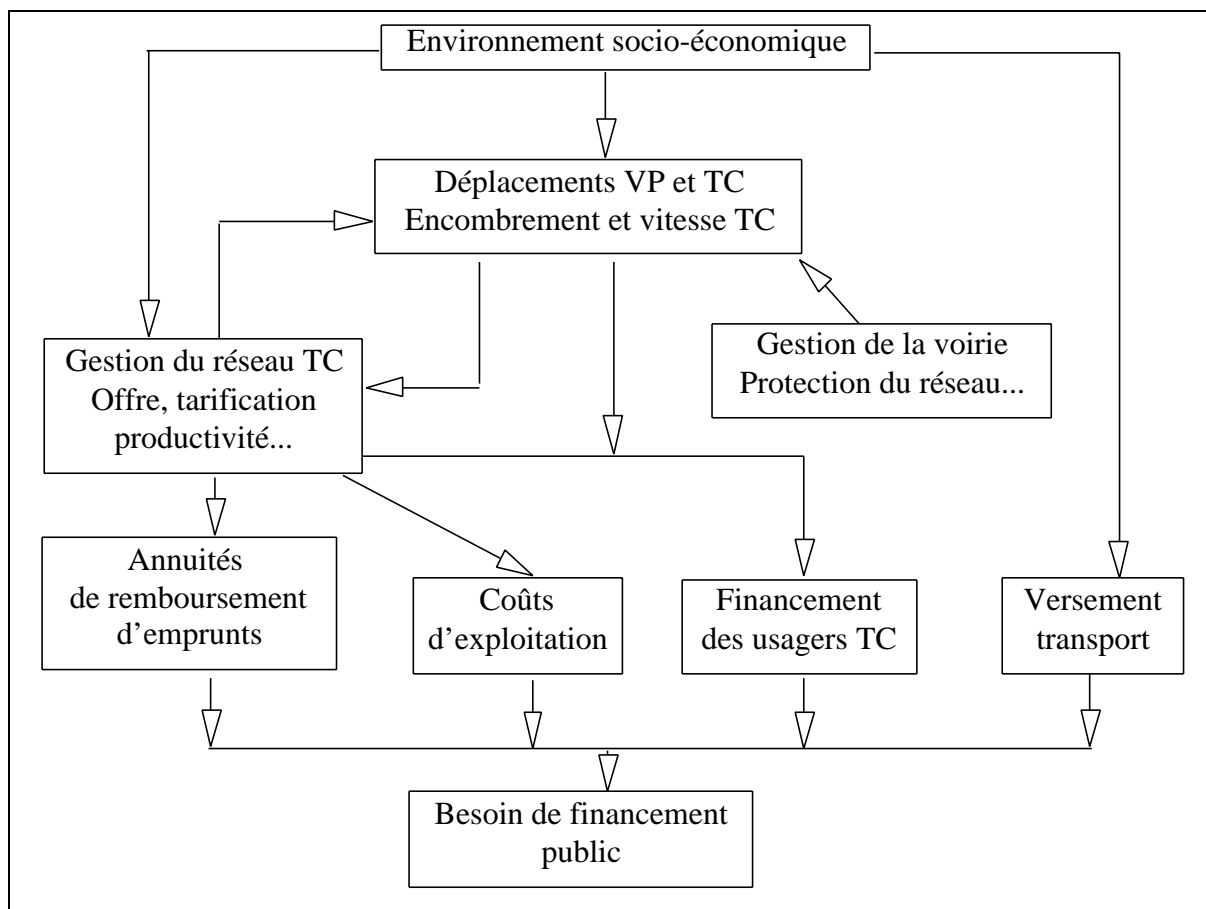 Environnement socio-économique
Déplacements VP et TC
Encombrement et vitesse TC
Gestion du réseau TC
Offre, tarification
productivité...
Gestion de la voirie
Protection du réseau...
Annuités
de remboursement
d’emprunts
Coûts
d’exploitation
Financement
des usagers TC
Versement
transport
Besoin de financement
public